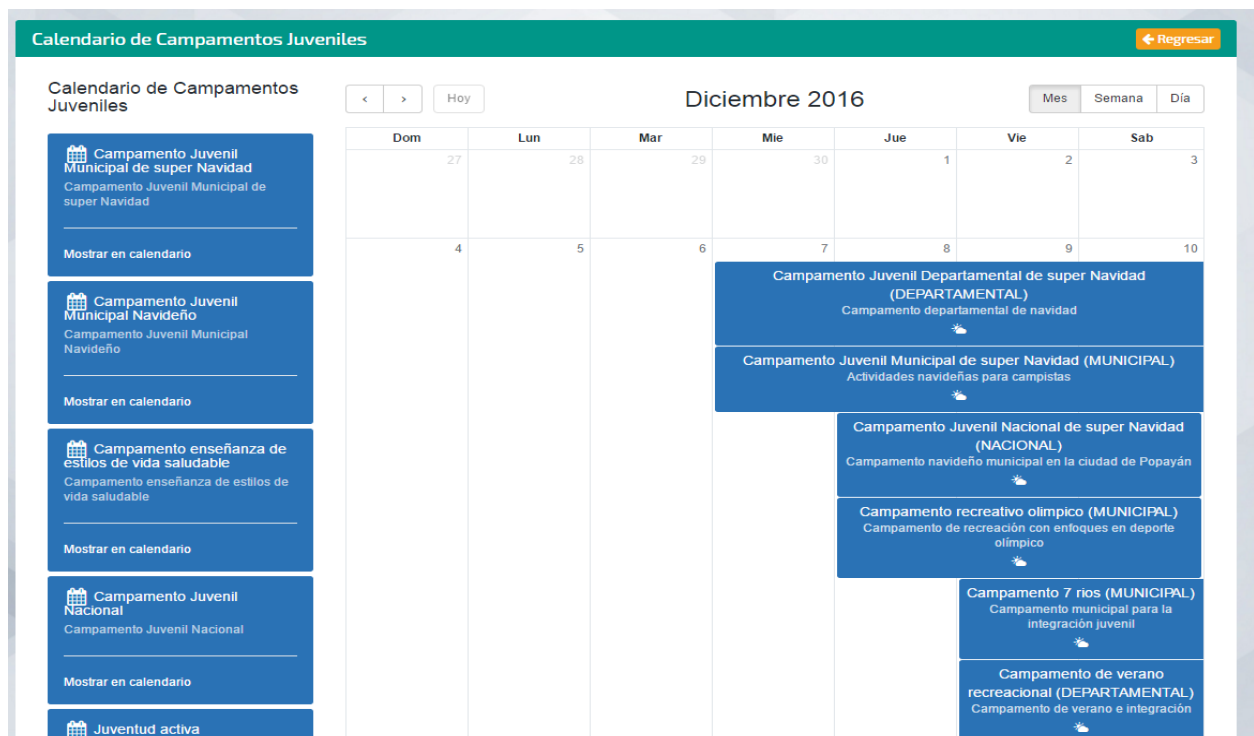 Calendario de Campamentos Juveniles
Regresar
Calendario de Campamentos
Juveniles
Campamento Juvenil
Municipal de super Navidad
Campamento Juvenil Municipal de
super Navidad
Mostrar en calendario
Campamento Juvenil
Municipal Navideño
Campamento Juvenil Municipal
Navideño
Mostrar en calendario
Campamento enseñanza de
estilos de vida saludable
Campamento enseñanza de estilos de
vida saludable
Mostrar en calendario
Campamento Juvenil
Nacional
Campamento Juvenil Nacional
Mostrar en calendario
Juventud activa
Hoy
Diciembre 2016
Mes Semana Día
Dom Lun Mar Mie Jue Vie Sab
27 28 29 30 1 2 3
4 5 6 7 8 9 10
Campamento Juvenil Departamental de super Navidad
(DEPARTAMENTAL)
Campamento departamental de navidad
Campamento Juvenil Municipal de super Navidad (MUNICIPAL)
Actividades navideñas para campistas
Campamento Juvenil Nacional de super Navidad
(NACIONAL)
Campamento navideño municipal en la ciudad de Popayán
Campamento recreativo olimpico (MUNICIPAL)
Campamento de recreación con enfoques en deporte
olímpico
Campamento 7 rios (MUNICIPAL)
Campamento municipal para la
integración juvenil
Campamento de verano
recreacional (DEPARTAMENTAL)
Campamento de verano e integración